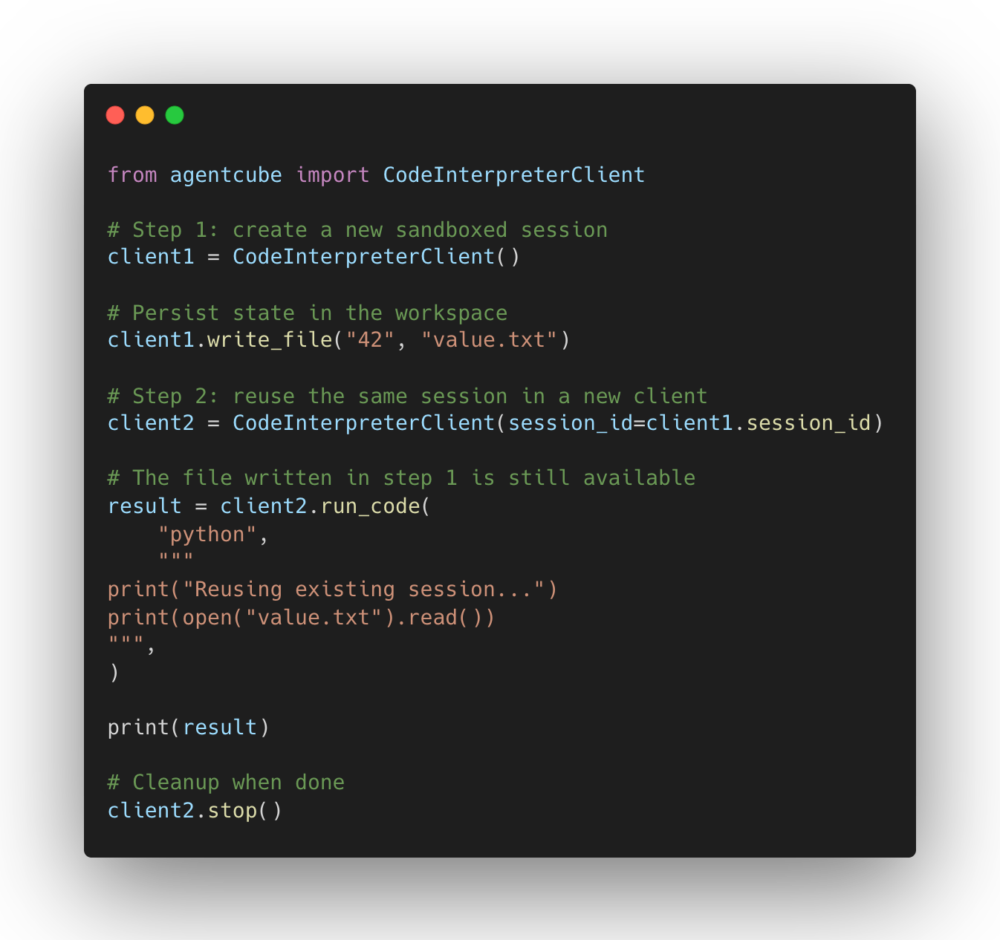 from agentcube import CodeInterpreterClient
# Step 1: create a new sandboxed session
client1 = CodeInterpreterClient()
# Persist state in the workspace
client1.write_file("42", "value.txt")
# Step 2: reuse the same session in a new client
client2 = CodeInterpreterClient(session_id=client1.session_id)
# The file written in step 1 is still available
result = client2.run_code(
    "python",
    """
print("Reusing existing session...")
print(open("value.txt").read())
""",
)
print(result)
# Cleanup when done
client2.stop()